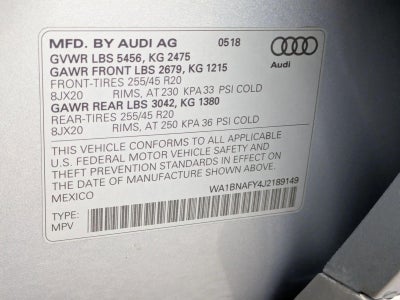 MFD. BY AUDI AG 0518
GVWR LBS 5456, KG 2475
GAWR FRONT LBS 2679, KG 1215
FRONT-TIRES 255/45 R20
8JX20 RIMS, AT 230 KPA 33 PSI COLD
GAWR REAR LBS 3042, KG 1380
REAR-TIRES 255/45 R20
8JX20 RIMS, AT 250 KPA 36 PSI COLD
Audi
THIS VEHICLE CONFORMS TO ALL APPLICABLE
U.S. FEDERAL MOTOR VEHICLE SAFETY AND
THEFT PREVENTION STANDARDS IN EFFECT ON
THE DATE OF MANUFACTURE SHOWN ABOVE.
MEXICO WA1BNAFY4J2189149
TYPE:
MPV